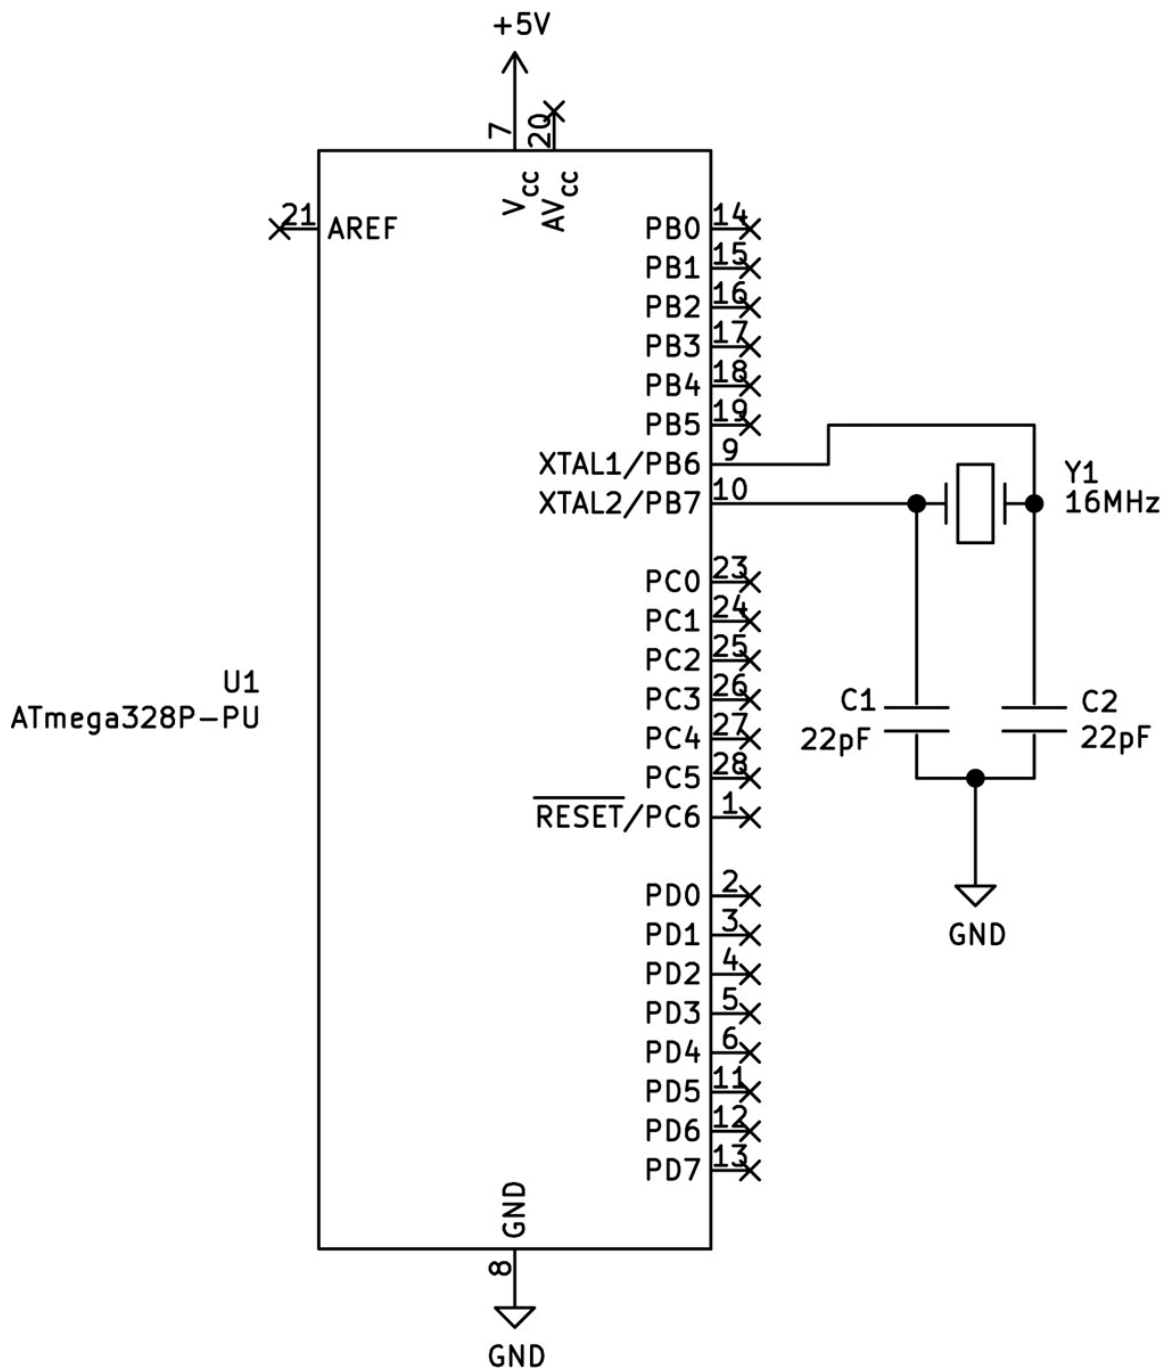 +5V
7
20
VCC
AVCC
21
AREF
PB0 14
PB1 15
PB2 16
PB3 17
PB4 18
PB5 19
XTAL1/PB6 9
XTAL2/PB7 10
Y1
16MHz
PC0 23
PC1 24
PC2 25
PC3 26
PC4 27
PC5 28
RESET/PC6 1
U1
ATmega328P-PU
C1
22pF
C2
22pF
GND
PD0 2
PD1 3
PD2 4
PD3 5
PD4 6
PD5 11
PD6 12
PD7 13
GND
8
GND